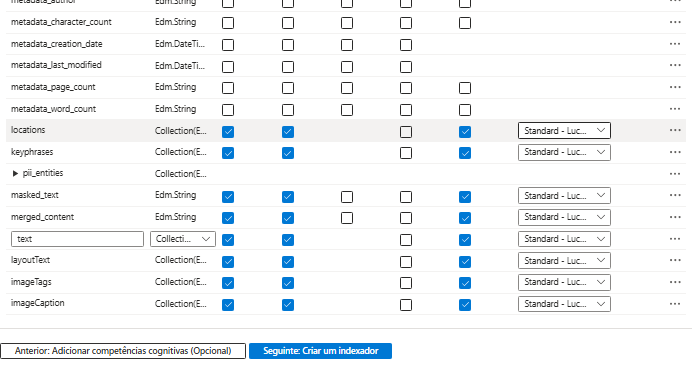 metadata_author Edm.String
metadata_character_count Edm.String
metadata_creation_date Edm.DateTi...
metadata_last_modified Edm.DateTi...
metadata_page_count Edm.String
metadata_word_count Edm.String
locations Collection(E... Standard - Luc...
keyphrases Collection(E... Standard - Luc...
pii_entities Collection(E...
masked_text Edm.String Standard - Luc...
merged_content Edm.String Standard - Luc...
text Collecti... Standard - Luc...
layoutText Collection(E... Standard - Luc...
imageTags Collection(E... Standard - Luc...
imageCaption Collection(E... Standard - Luc...
Anterior: Adicionar competências cognitivas (Opcional) Seguinte: Criar um indexador